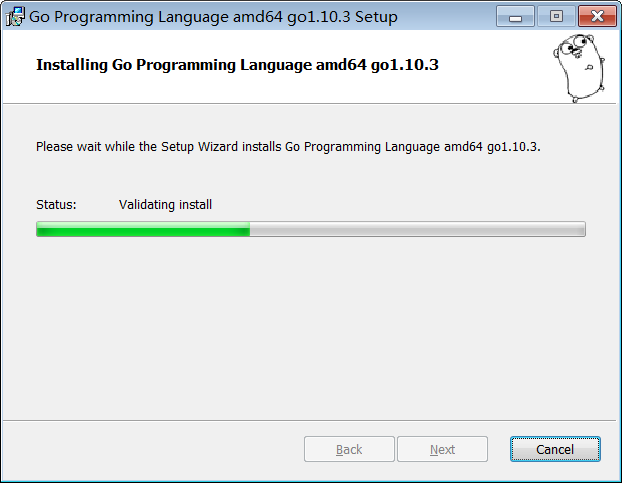 Go Programming Language amd64 go1.10.3 Setup
Installing Go Programming Language amd64 go1.10.3
Please wait while the Setup Wizard installs Go Programming Language amd64 go1.10.3.
Status: Validating install
Back Next Cancel